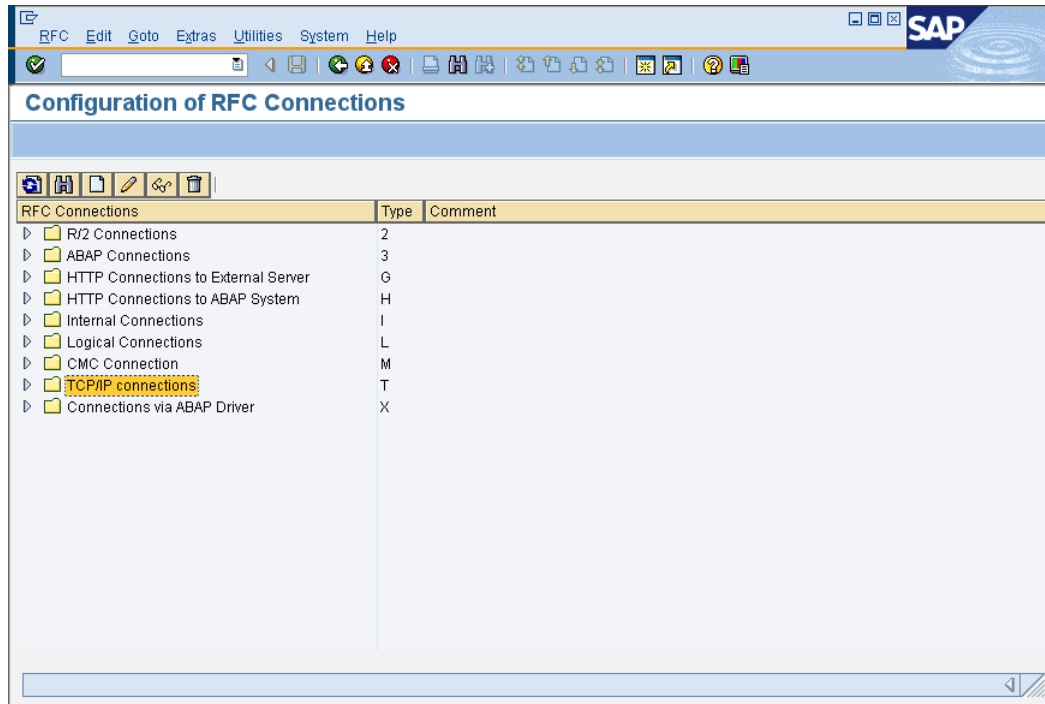 RFC Edit Goto Extras Utilities System Help
SAP
Configuration of RFC Connections
RFC Connections Type Comment
R/2 Connections 2
ABAP Connections 3
HTTP Connections to External Server G
HTTP Connections to ABAP System H
Internal Connections I
Logical Connections L
CMC Connection M
TCP/IP connections T
Connections via ABAP Driver X